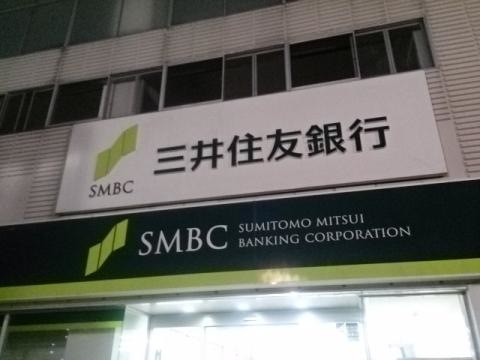 三井住友銀行
SMBC
SMBC
SUMITOMO MITSUI
BANKING CORPORATION